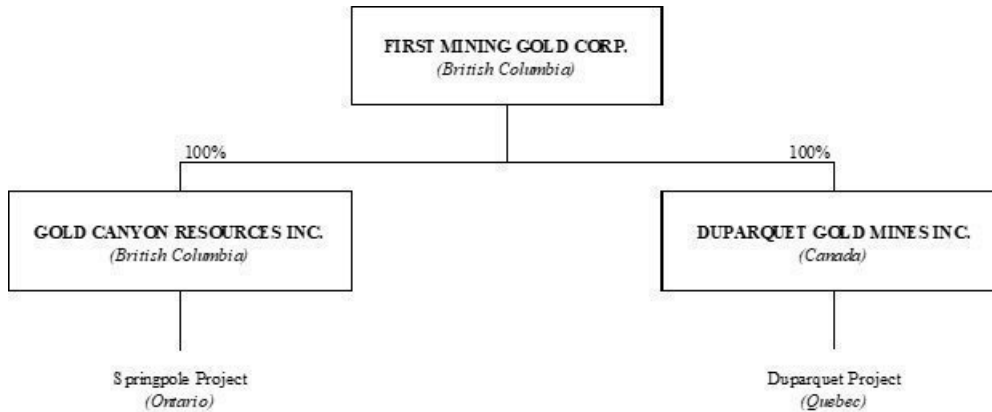 FIRST MINING GOLD CORP.
(British Columbia)
100%
100%
GOLD CANYON RESOURCES INC.
(British Columbia)
DUPARQUET GOLD MINES INC.
(Canada)
Springpole Project
(Ontario)
Duparquet Project
(Quebec)